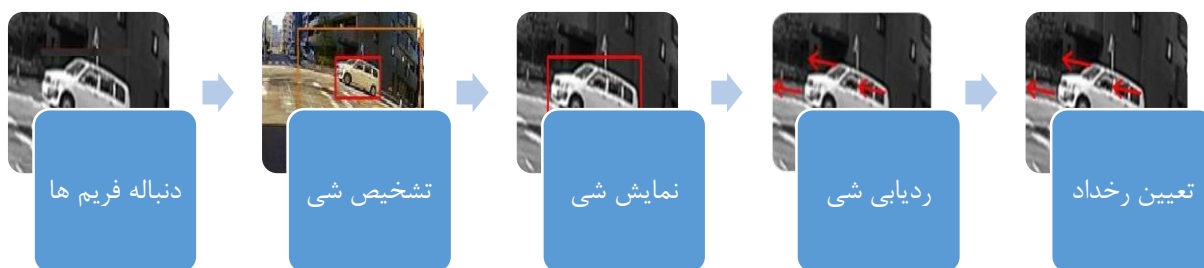 دنباله فریم ها
تشخیص شی
نمایش شی
ردیابی شی
تعیین رخداد